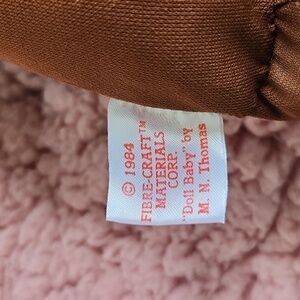 © 1984
FIBRE-CRAFT™
MATERIALS
CORP.
"Doll Baby" by
M. N. Thomas